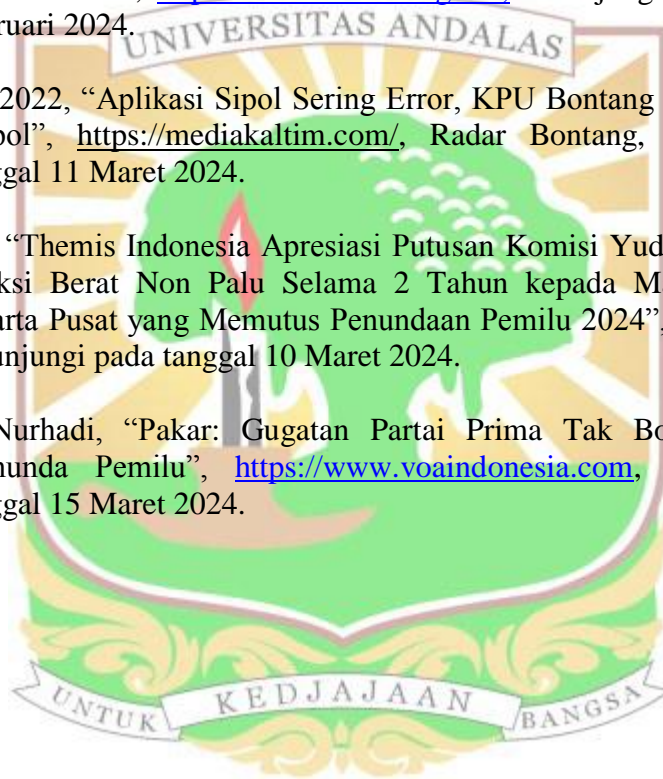 ruari 2024.
UNIVERSITAS ANDALAS
2022, “Aplikasi Sipol Sering Error, KPU Bontang
pol”, https://mediakaltim.com/, Radar Bontang,
ggal 11 Maret 2024.
“Themis Indonesia Apresiasi Putusan Komisi Yud
ksi Berat Non Palu Selama 2 Tahun kepada M
arta Pusat yang Memutus Penundaan Pemilu 2024”,
unjungi pada tanggal 10 Maret 2024.
Nurhadi, “Pakar: Gugatan Partai Prima Tak Bo
nunda Pemilu”, https://www.voaindonesia.com,
ggal 15 Maret 2024.
UNTUK KEDJAJAAN BANGSA